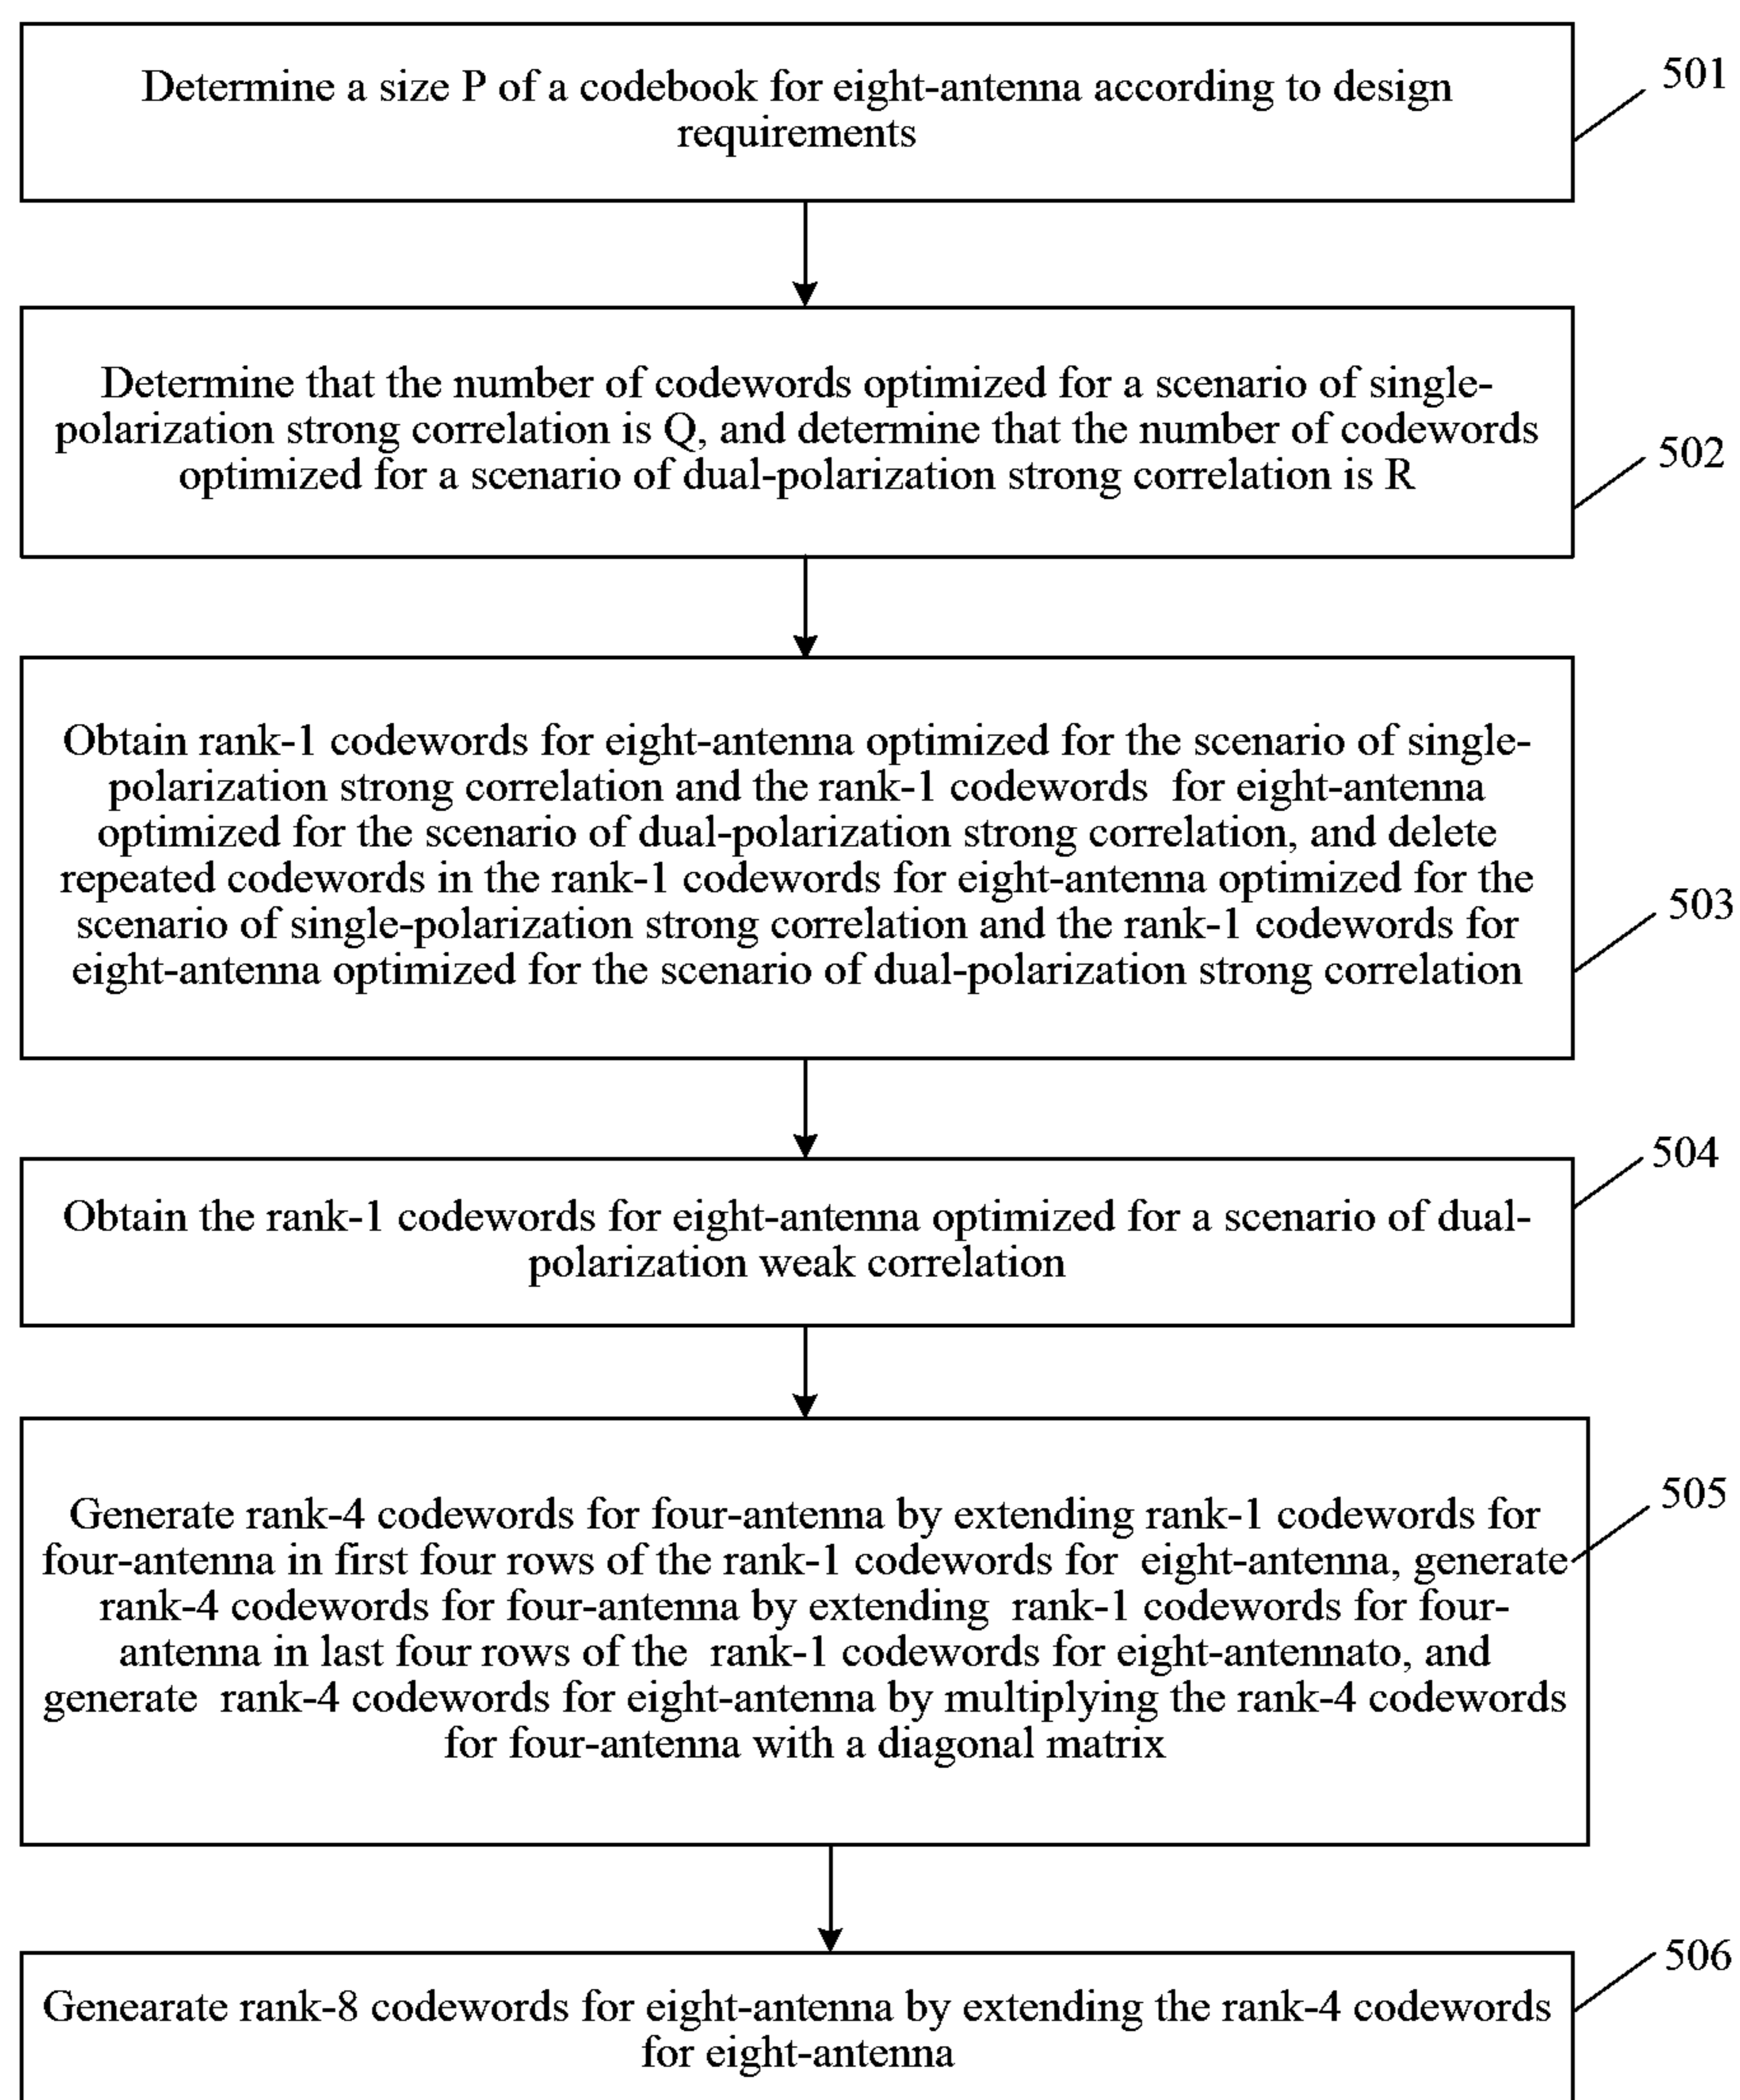 Determine a size P of a codebook for eight-antenna according to design
requirements
501
Determine that the number of codewords optimized for a scenario of single-
polarization strong correlation is Q, and determine that the number of codewords
optimized for a scenario of dual-polarization strong correlation is R
502
Obtain rank-1 codewords for eight-antenna optimized for the scenario of single-
polarization strong correlation and the rank-1 codewords for eight-antenna
optimized for the scenario of dual-polarization strong correlation, and delete
repeated codewords in the rank-1 codewords for eight-antenna optimized for the
scenario of single-polarization strong correlation and the rank-1 codewords for
eight-antenna optimized for the scenario of dual-polarization strong correlation
503
504
Obtain the rank-1 codewords for eight-antenna optimized for a scenario of dual-
polarization weak correlation
505
Generate rank-4 codewords for four-antenna by extending rank-1 codewords for
four-antenna in first four rows of the rank-1 codewords for eight-antenna, generate
rank-4 codewords for four-antenna by extending rank-1 codewords for four-
antenna in last four rows of the rank-1 codewords for eight-antennato, and
generate rank-4 codewords for eight-antenna by multiplying the rank-4 codewords
for four-antenna with a diagonal matrix
506
Genearate rank-8 codewords for eight-antenna by extending the rank-4 codewords
for eight-antenna